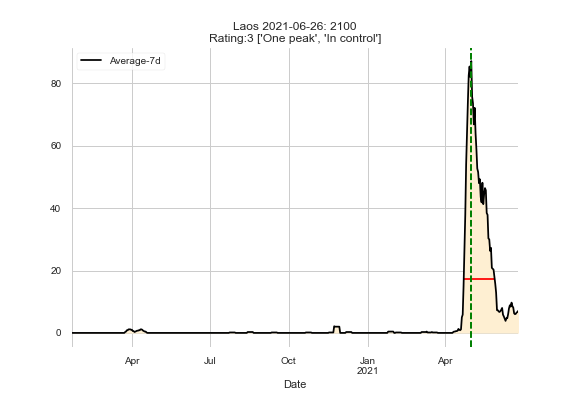 Laos 2021-06-26: 2100
Rating:3 ['One peak', 'In control']
Average-7d
80
60
40
20
0
Apr
Jul
Oct
Jan
2021
Apr
Date